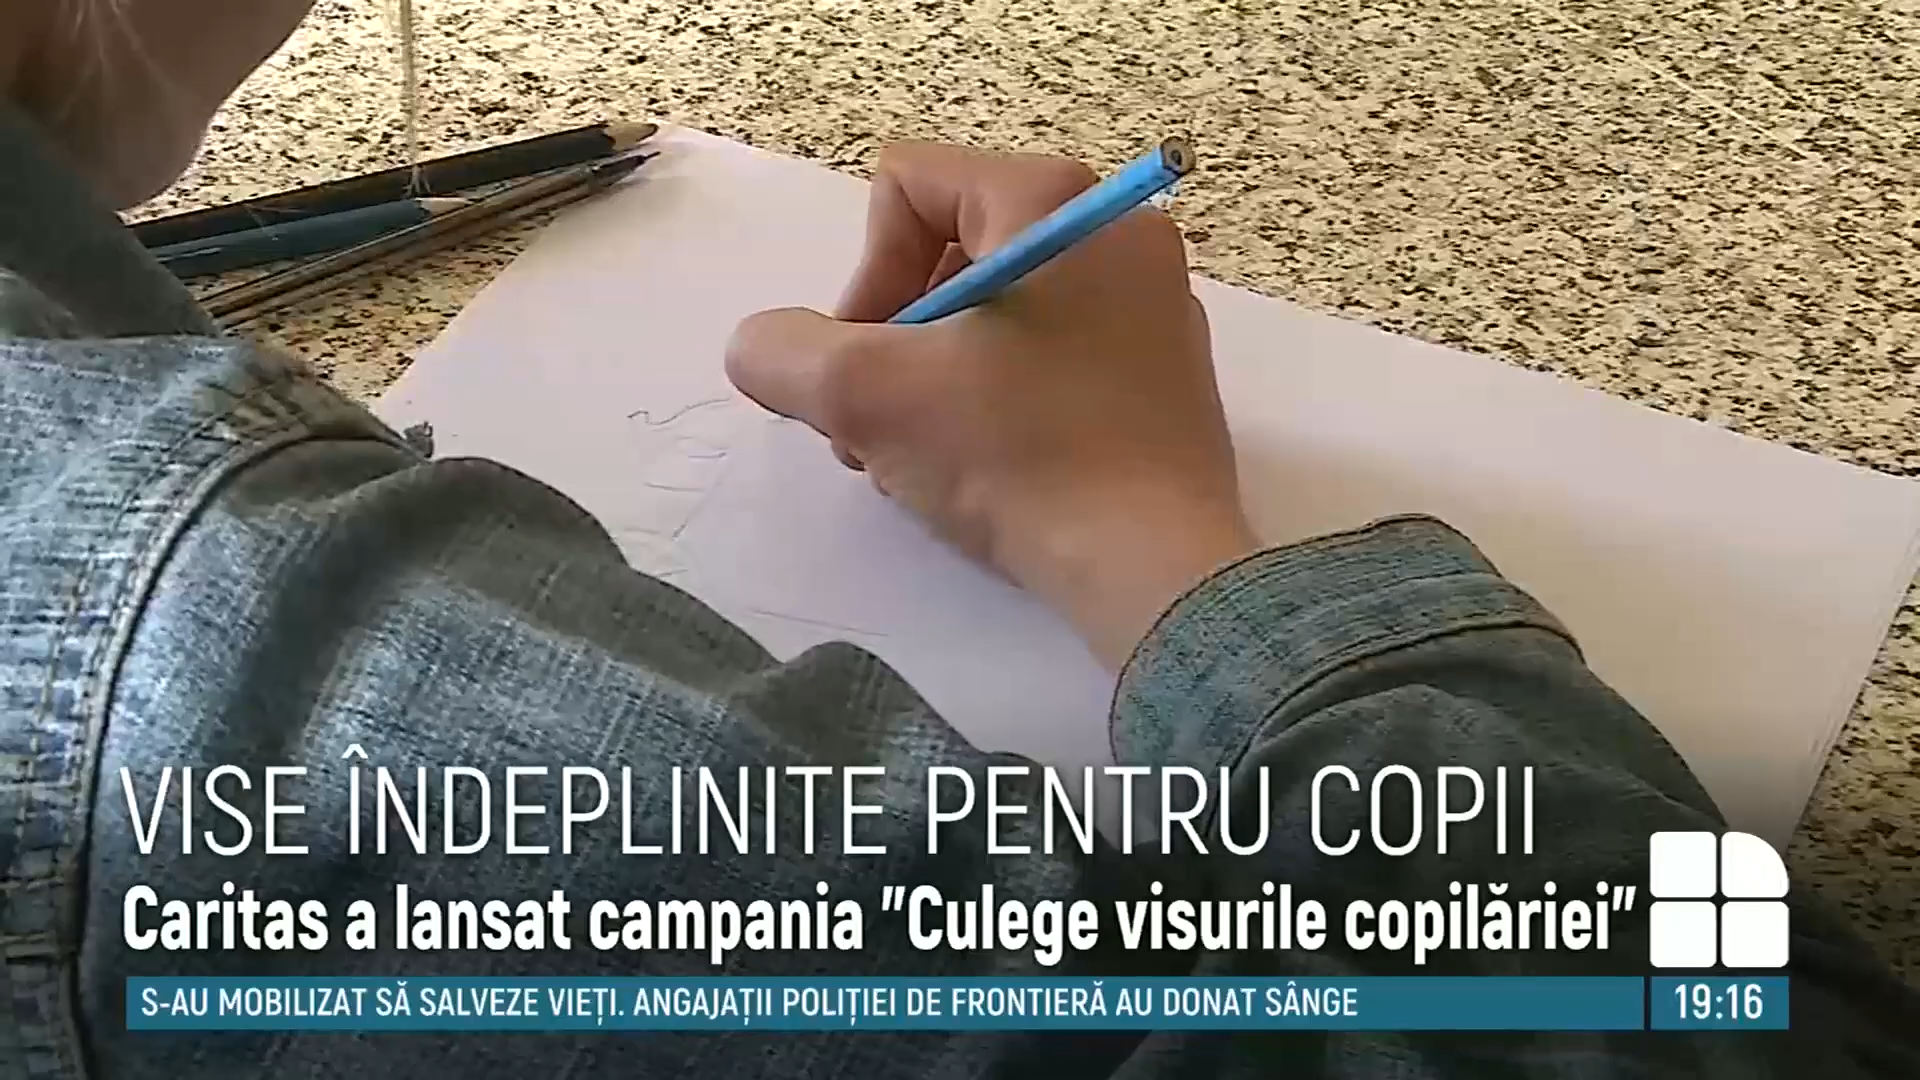 VISE ÎNDEPLINITE PENTRU COPII
Caritas a lansat campania "Culege visurile copilăriei"
S-AU MOBILIZAT SĂ SALVEZE VIEȚI. ANGAJAȚII POLIȚIEI DE FRONTIERĂ AU DONAT SÂNGE
19:16